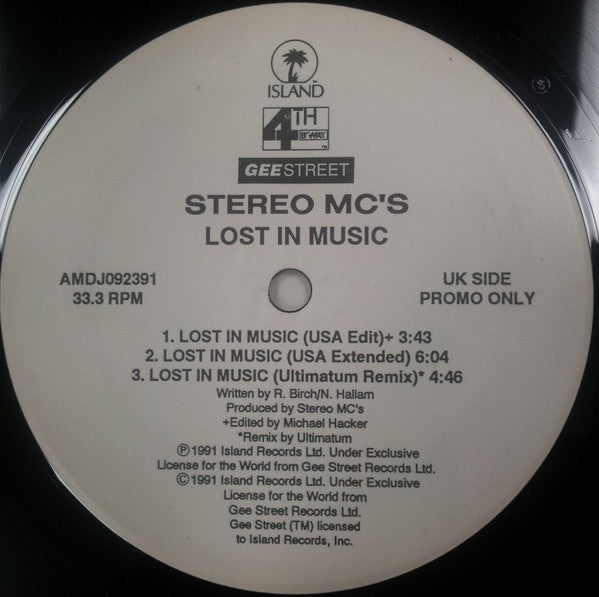 ISLAND
4TH
B'WAY
TM
GEESTREET
STEREO MC'S
LOST IN MUSIC
AMDJ092391
33.3 RPM
UK SIDE
PROMO ONLY
1. LOST IN MUSIC (USA Edit)+ 3:43
2. LOST IN MUSIC (USA Extended) 6:04
3. LOST IN MUSIC (Ultimatum Remix)* 4:46
Written by R. Birch/N. Hallam
Produced by Stereo MC's
+Edited by Michael Hacker
*Remix by Ultimatum
Ⓟ1991 Island Records Ltd. Under Exclusive
License for the World from Gee Street Records Ltd.
©1991 Island Records Ltd. Under Exclusive
License for the World from
Gee Street Records Ltd.
Gee Street (TM) licensed
to Island Records, Inc.